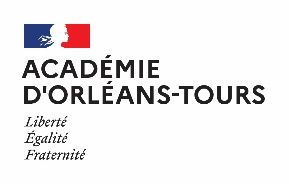 ACADÉMIE
D'ORLÉANS-TOURS
Liberté
Égalité
Fraternité